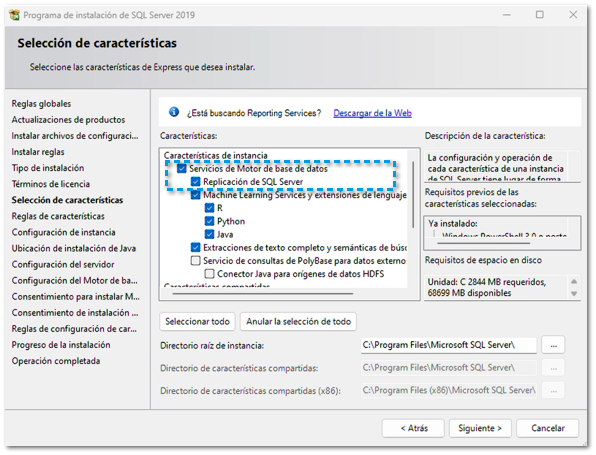 Programa de instalación de SQL Server 2019
Selección de características
Seleccione las características de Express que desea instalar.
Reglas globales
Actualizaciones de productos
Instalar archivos de configuraci...
Instalar reglas
Tipo de instalación
Términos de licencia
Selección de características
Reglas de características
Configuración de instancia
Ubicación de instalación de Java
Configuración del servidor
Configuración del Motor de ba...
Consentimiento para instalar M...
Consentimiento de instalación ...
Reglas de configuración de car...
Progreso de la instalación
Operación completada
¿Está buscando Reporting Services? Descargar de la Web
Características:
Características de instancia
Servicios de Motor de base de datos
Replicación de SQL Server
Machine Learning Services y extensiones de lenguaje
R
Python
Java
Extracciones de texto completo y semánticas de búsc
Servicio de consultas de PolyBase para datos externo
Conector Java para orígenes de datos HDFS
Características compartidas
Descripción de la característica:
La configuración y operación de
cada característica de una instancia
de SQL Server tiene lugar de forma
Requisitos previos de las
características seleccionadas:
Ya instalado:
Windows PowerShell 3.0 o poste
Requisitos de espacio en disco
Unidad: C 2844 MB requeridos,
68699 MB disponibles
Seleccionar todo
Anular la selección de todo
Directorio raíz de instancia:
C:\Program Files\Microsoft SQL Server\
...
Directorio de características compartidas:
C:\Program Files\Microsoft SQL Server\
...
Directorio de características compartidas (x86):
C:\Program Files (x86)\Microsoft SQL Server\
...
< Atrás
Siguiente >
Cancelar